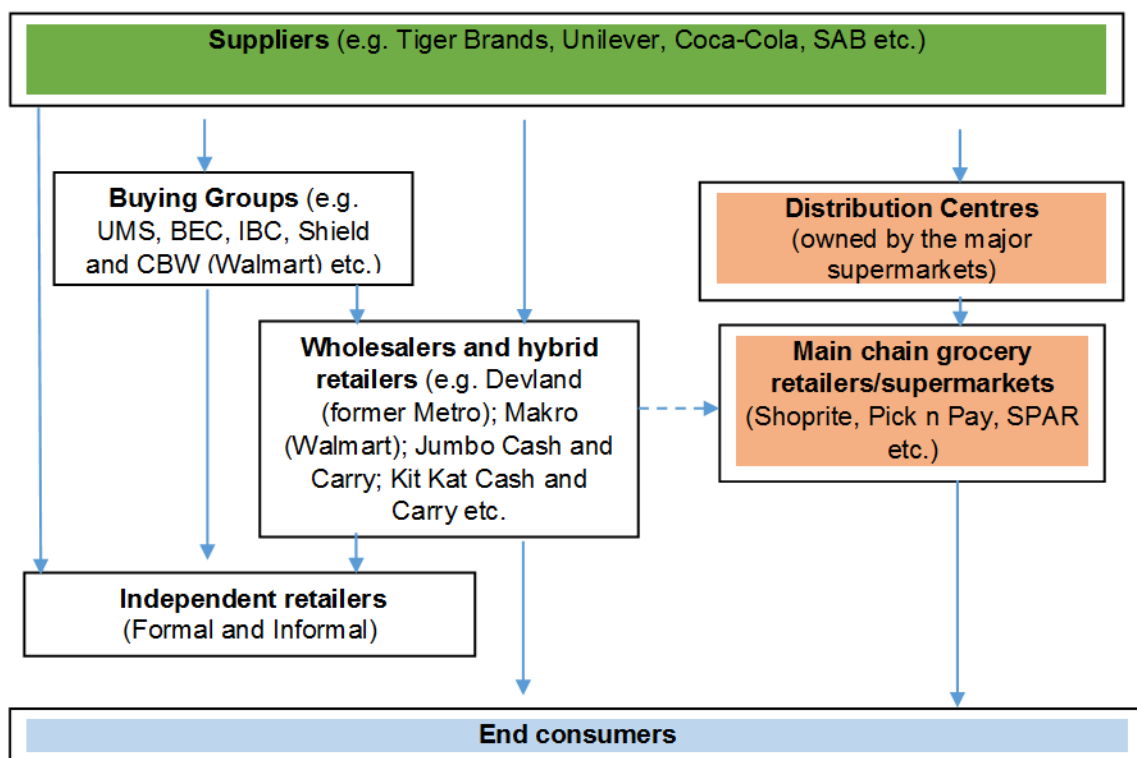 Suppliers (e.g. Tiger Brands, Unilever, Coca-Cola, SAB etc.)
Buying Groups (e.g.
UMS, BEC, IBC, Shield
and CBW (Walmart) etc.)
Distribution Centres
(owned by the major
supermarkets)
Wholesalers and hybrid
retailers (e.g. Devland
(former Metro); Makro
(Walmart); Jumbo Cash and
Carry; Kit Kat Cash and
Carry etc.
Main chain grocery
retailers/supermarkets
(Shoprite, Pick n Pay, SPAR
etc.)
Independent retailers
(Formal and Informal)
End consumers